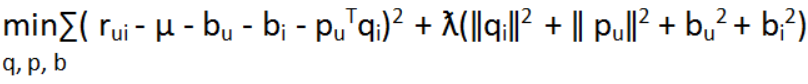 min∑( rᵤᵢ - μ - bᵤ - bᵢ - pᵤᵀqᵢ)² + ƛ(‖qᵢ‖² + ‖ pᵤ‖² + bᵤ² + bᵢ²)
q, p, b